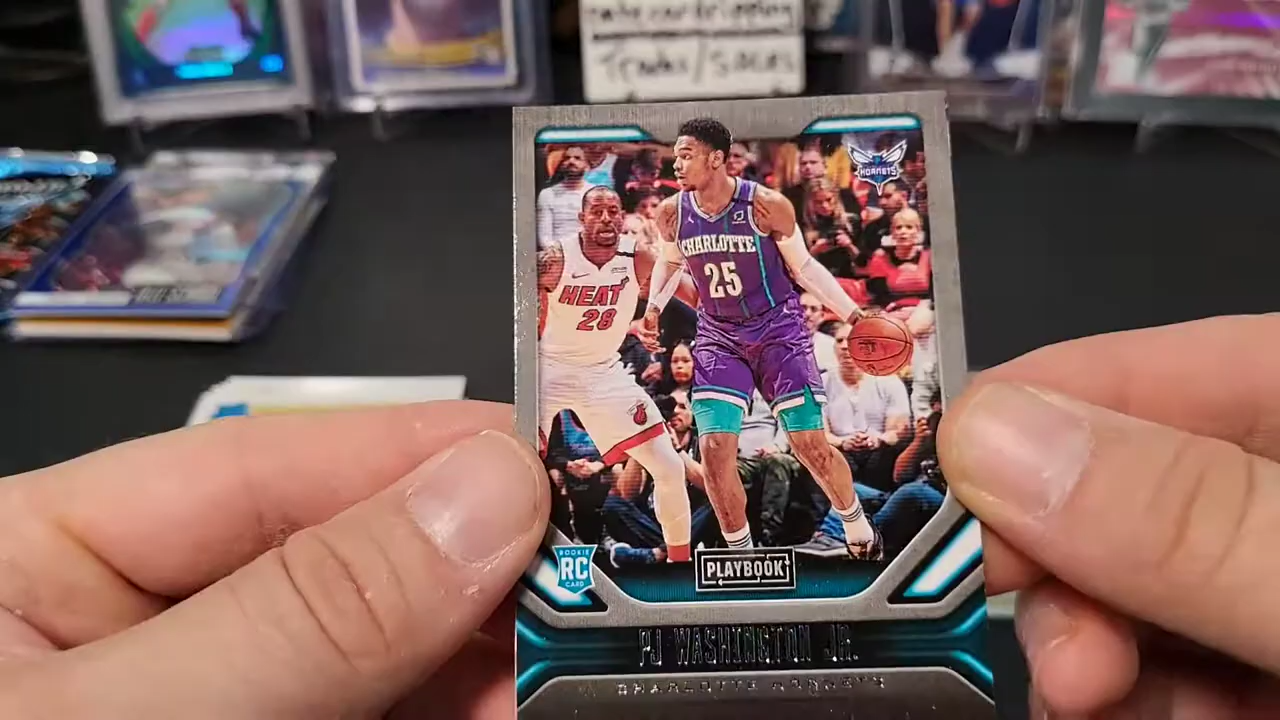 Trades/Sales
HORNETS
CHARLOTTE
25
HEAT
28
ROOKIE
RC
CARD
PLAYBOOK
PJ WASHINGTON JR.
CHARLOTTE HORNETS